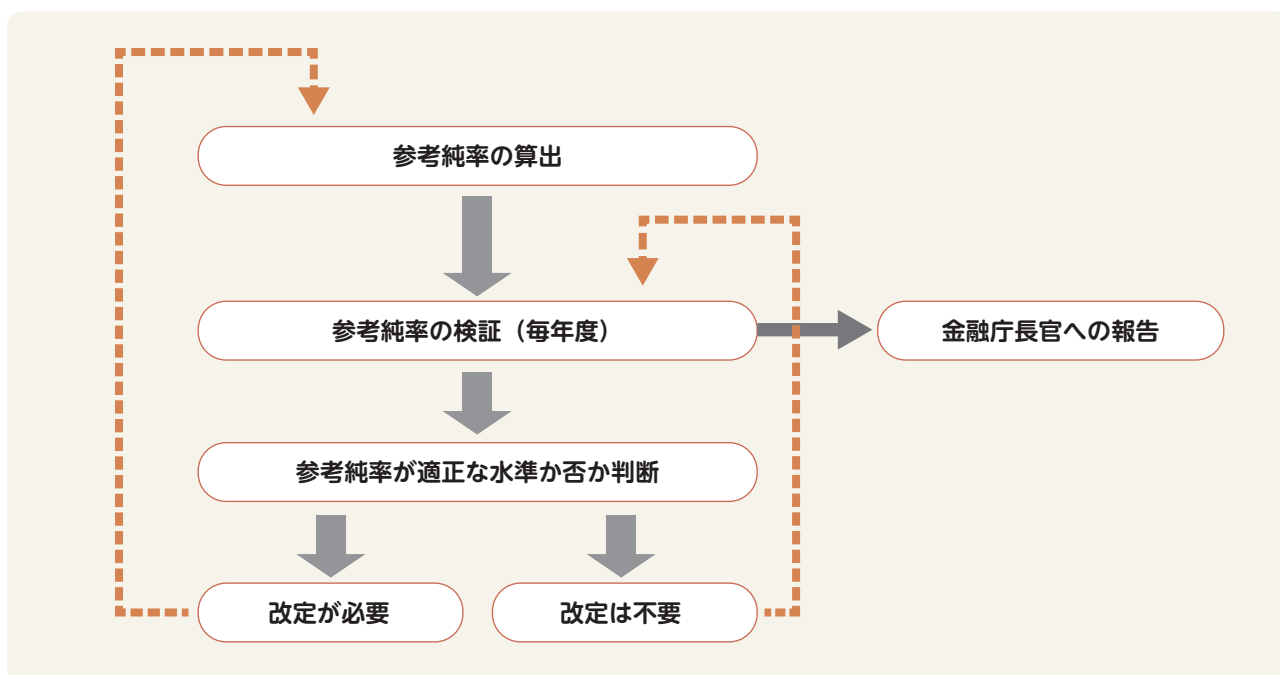 参考純率の算出
参考純率の検証（毎年度）
金融庁長官への報告
参考純率が適正な水準か否か判断
改定が必要
改定は不要